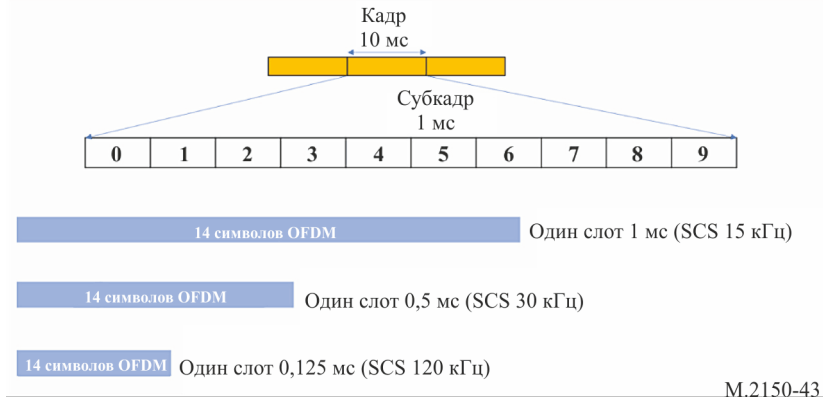 Кадр
10 мс
Субкадр
1 мс
0 1 2 3 4 5 6 7 8 9
14 символов OFDM Один слот 1 мс (SCS 15 кГц)
14 символов OFDM Один слот 0,5 мс (SCS 30 кГц)
14 символов OFDM Один слот 0,125 мс (SCS 120 кГц)
M.2150-43